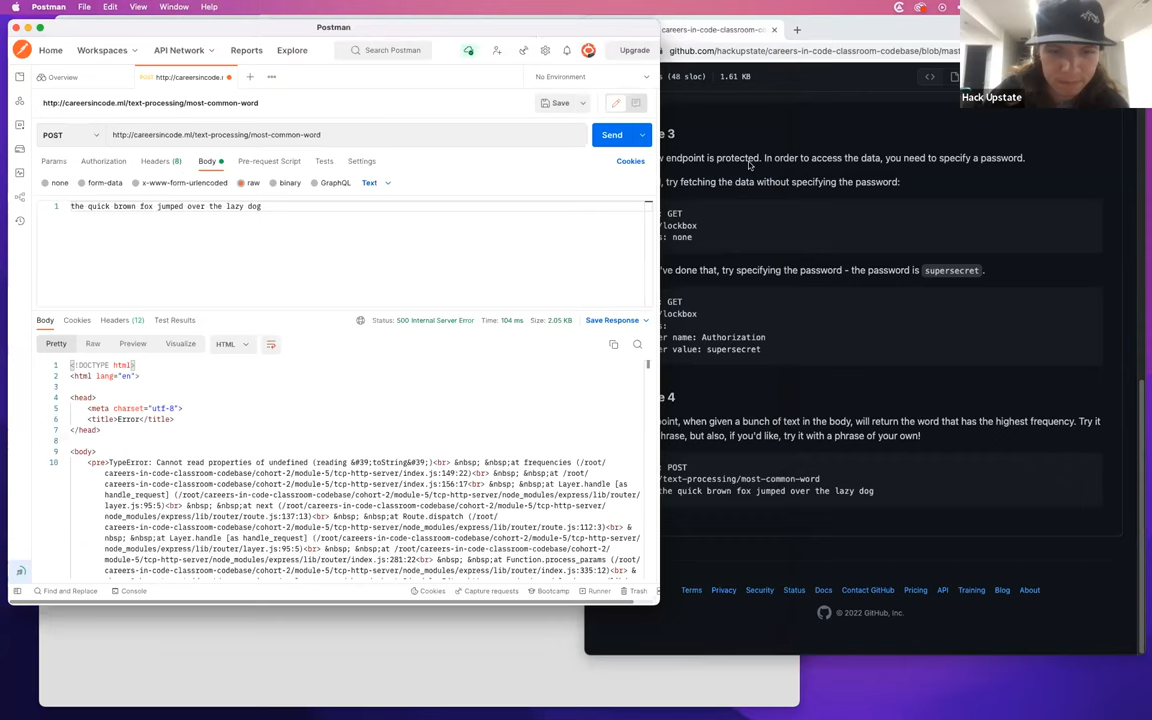 Postman File Edit View Window Help
Postman
Home Workspaces API Network Reports Explore Search Postman Upgrade
Overview POST http://careersincode.r No Environment
http://careersincode.ml/text-processing/most-common-word Save
POST http://careersincode.ml/text-processing/most-common-word Send
Params Authorization Headers (8) Body Pre-request Script Tests Settings Cookies
none form-data x-www-form-urlencoded raw binary GraphQL Text
1 the quick brown fox jumped over the lazy dog
Body Cookies Headers (12) Test Results Status: 500 Internal Server Error Time: 104 ms Size: 2.05 KB Save Response
Pretty Raw Preview Visualize HTML
1 <!DOCTYPE html>
2 <html lang="en">
3
4 <head>
5 <meta charset="utf-8">
6 <title>Error</title>
7 </head>
8
9 <body>
10 <pre>TypeError: Cannot read properties of undefined (reading &#39;toString&#39;)<br> &nbsp; &nbsp;at frequencies (/root/
careers-in-code-classroom-codebase/cohort-2/module-5/tcp-http-server/index.js:149:22)<br> &nbsp; &nbsp;at /root/
careers-in-code-classroom-codebase/cohort-2/module-5/tcp-http-server/index.js:156:17<br> &nbsp; &nbsp;at Layer.handle [as
handle_request] (/root/careers-in-code-classroom-codebase/cohort-2/module-5/tcp-http-server/node_modules/express/lib/router/
layer.js:95:5)<br> &nbsp; &nbsp;at next (/root/careers-in-code-classroom-codebase/cohort-2/module-5/tcp-http-server/
node_modules/express/lib/router/route.js:137:13)<br> &nbsp; &nbsp;at Route.dispatch (/root/
careers-in-code-classroom-codebase/cohort-2/module-5/tcp-http-server/node_modules/express/lib/router/route.js:112:3)<br> &
nbsp; &nbsp;at Layer.handle [as handle_request] (/root/careers-in-code-classroom-codebase/cohort-2/module-5/tcp-http-server/
node_modules/express/lib/router/layer.js:95:5)<br> &nbsp; &nbsp;at /root/careers-in-code-classroom-codebase/cohort-2/
module-5/tcp-http-server/node_modules/express/lib/router/index.js:281:22<br> &nbsp; &nbsp;at Function.process_params (/root/
careers-in-code-classroom-codebase/cohort-2/module-5/tcp-http-server/node_modules/express/lib/router/index.js:335:12)<br> &
Find and Replace Console Cookies Capture requests Bootcamp Runner Trash
careers-in-code-classroom-co
github.com/hackupstate/careers-in-code-classroom-codebase/blob/mast
s (48 sloc) 1.61 KB
Hack Upstate
e 3
w endpoint is protected. In order to access the data, you need to specify a password.
, try fetching the data without specifying the password:
: GET
/lockbox
s: none
've done that, try specifying the password - the password is supersecret.
: GET
/lockbox
s:
er name: Authorization
er value: supersecret
e 4
point, when given a bunch of text in the body, will return the word that has the highest frequency. Try it
phrase, but also, if you'd like, try it with a phrase of your own!
: POST
/text-processing/most-common-word
the quick brown fox jumped over the lazy dog
Terms Privacy Security Status Docs Contact GitHub Pricing API Training Blog About
© 2022 GitHub, Inc.